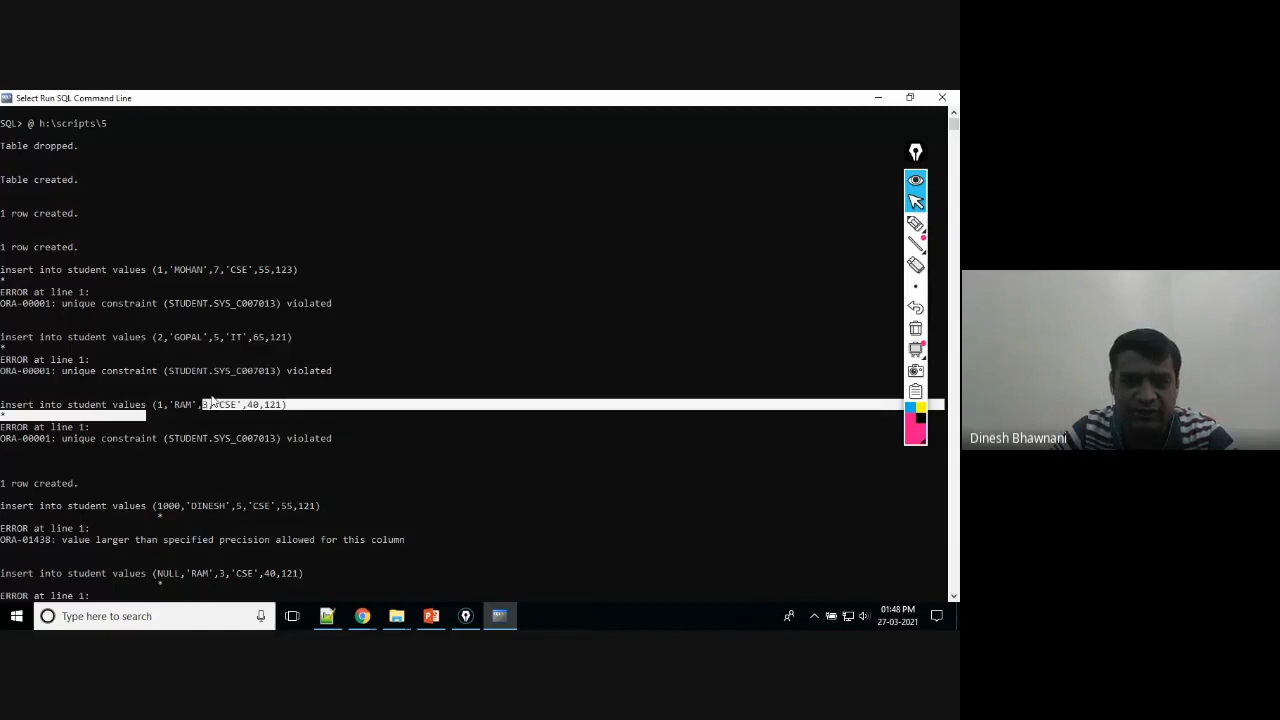 Select Run SQL Command Line
SQL> @ h:\scripts\5
Table dropped.
Table created.
1 row created.
1 row created.
insert into student values (1,'MOHAN',7,'CSE',55,123)
*
ERROR at line 1:
ORA-00001: unique constraint (STUDENT.SYS_C007013) violated
insert into student values (2,'GOPAL',5,'IT',65,121)
*
ERROR at line 1:
ORA-00001: unique constraint (STUDENT.SYS_C007013) violated
insert into student values (1,'RAM',3,'CSE',40,121)
*
ERROR at line 1:
ORA-00001: unique constraint (STUDENT.SYS_C007013) violated
1 row created.
insert into student values (1000,'DINESH',5,'CSE',55,121)
*
ERROR at line 1:
ORA-01438: value larger than specified precision allowed for this column
insert into student values (NULL,'RAM',3,'CSE',40,121)
*
ERROR at line 1:
Dinesh Bhawnani
Type here to search
01:48 PM
27-03-2021